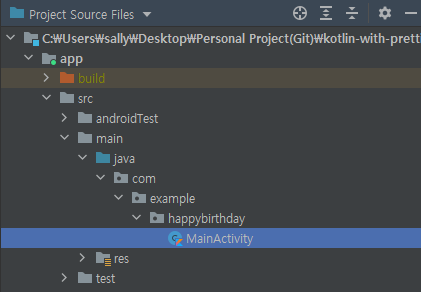 Project Source Files
C:₩Users₩sally₩Desktop₩Personal Project(Git)₩kotlin-with-pretti
app
build
src
androidTest
main
java
com
example
happybirthday
MainActivity
res
test